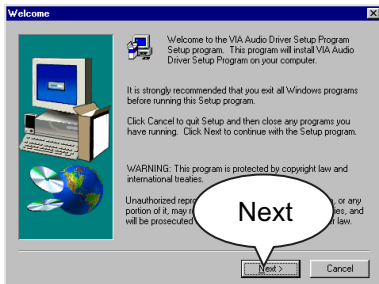 Welcome
Welcome to the VIA Audio Driver Setup Program
Setup program. This program will install VIA Audio
Driver Setup Program on your computer.
It is strongly recommended that you exit all Windows programs
before running this Setup program.
Click Cancel to quit Setup and then close any programs you
have running. Click Next to continue with the Setup program.
WARNING: This program is protected by copyright law and
international treaties.
Unauthorized or any
portion of it, may and
will be prosecuted law.
Next
Next >
Cancel